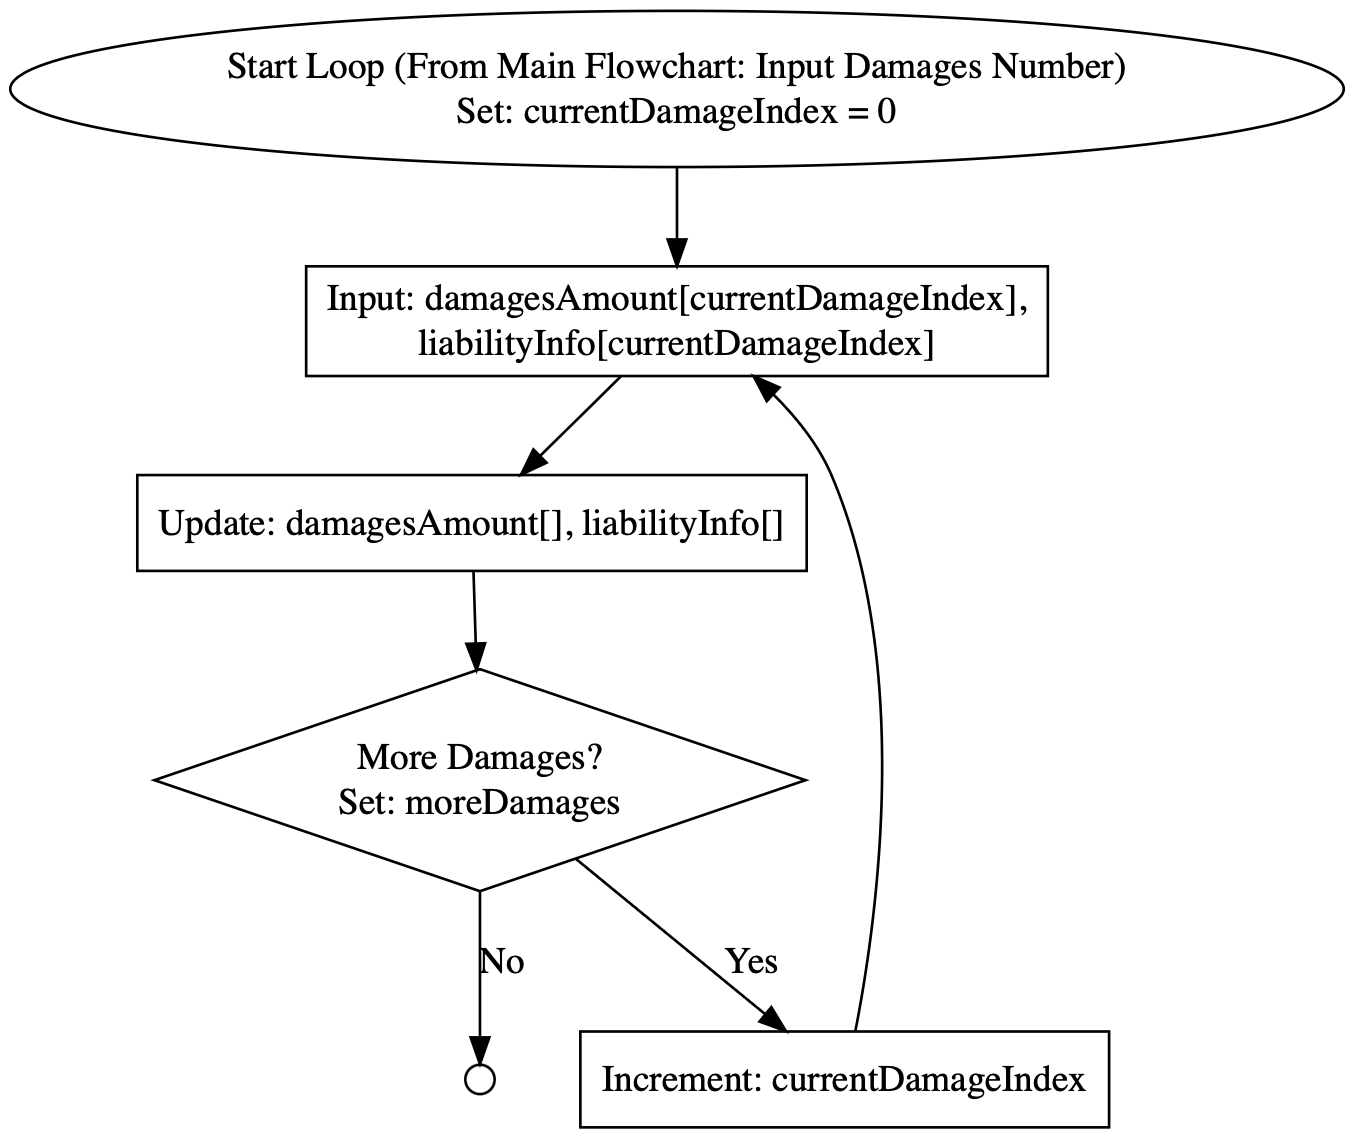 Start Loop (From Main Flowchart: Input Damages Number)
Set: currentDamageIndex = 0
Input: damagesAmount[currentDamageIndex],
liabilityInfo[currentDamageIndex]
Update: damagesAmount[], liabilityInfo[]
More Damages?
Set: moreDamages
No
Yes
Increment: currentDamageIndex